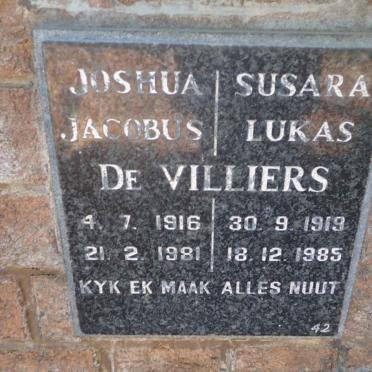 JOSHUA SUSARA
JACOBUS LUKAS
DE VILLIERS
4. 7. 1916 30. 9. 1919
21. 2. 1981 18. 12. 1985
KYK EK MAAK ALLES NUUT
42